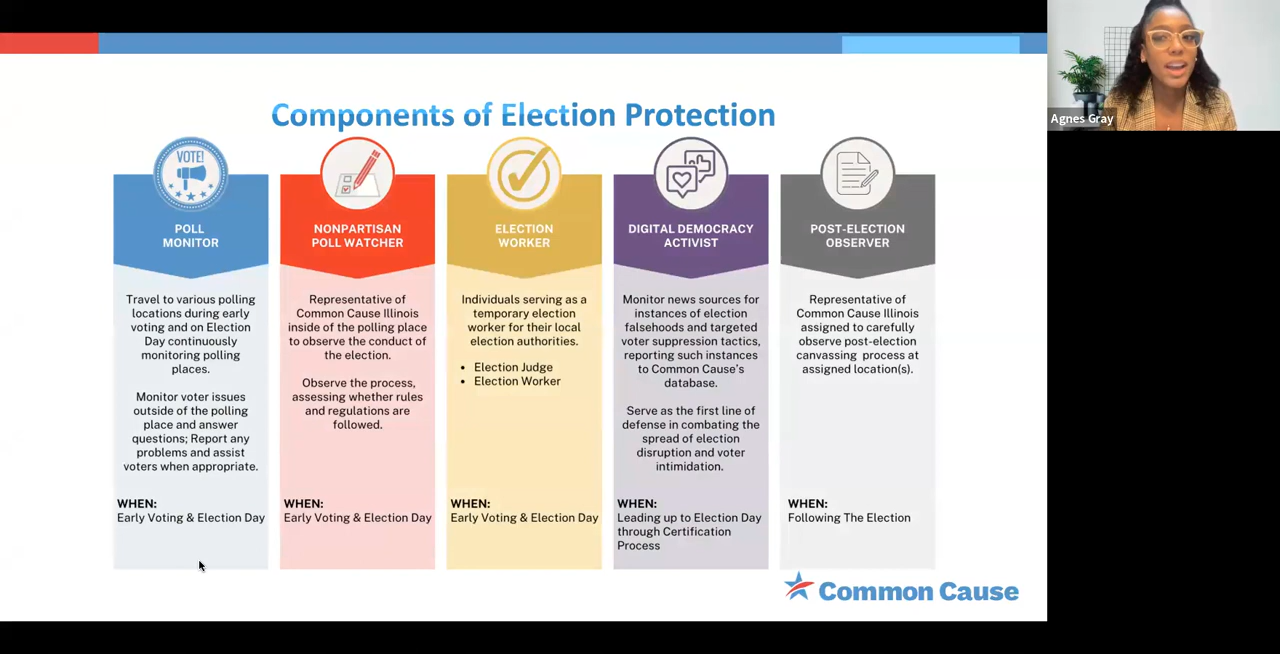 Components of Election Protection
Agnes Gray
VOTE!
POLL
MONITOR
Travel to various polling
locations during early
voting and on Election
Day continuously
monitoring polling
places.
Monitor voter issues
outside of the polling
place and answer
questions; Report any
problems and assist
voters when appropriate.
WHEN:
Early Voting & Election Day
NONPARTISAN
POLL WATCHER
Representative of
Common Cause Illinois
inside of the polling place
to observe the conduct of
the election.
Observe the process,
assessing whether rules
and regulations are
followed.
WHEN:
Early Voting & Election Day
ELECTION
WORKER
Individuals serving as a
temporary election
worker for their local
election authorities.
• Election Judge
• Election Worker
WHEN:
Early Voting & Election Day
DIGITAL DEMOCRACY
ACTIVIST
Monitor news sources for
instances of election
falsehoods and targeted
voter suppression tactics,
reporting such instances
to Common Cause's
database.
Serve as the first line of
defense in combating the
spread of election
disruption and voter
intimidation.
WHEN:
Leading up to Election Day
through Certification
Process
POST-ELECTION
OBSERVER
Representative of
Common Cause Illinois
assigned to carefully
observe post-election
canvassing process at
assigned location(s).
WHEN:
Following The Election
Common Cause